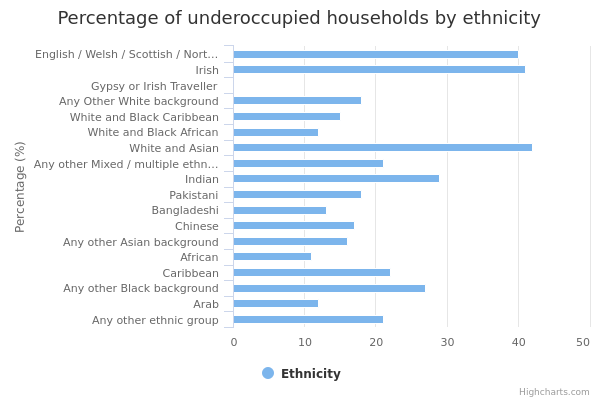 Percentage of underoccupied households by ethnicity
Percentage (%)
English / Welsh / Scottish / Nort…
Irish
Gypsy or Irish Traveller
Any Other White background
White and Black Caribbean
White and Black African
White and Asian
Any other Mixed / multiple ethn…
Indian
Pakistani
Bangladeshi
Chinese
Any other Asian background
African
Caribbean
Any other Black background
Arab
Any other ethnic group
0 10 20 30 40 50
Ethnicity
Highcharts.com